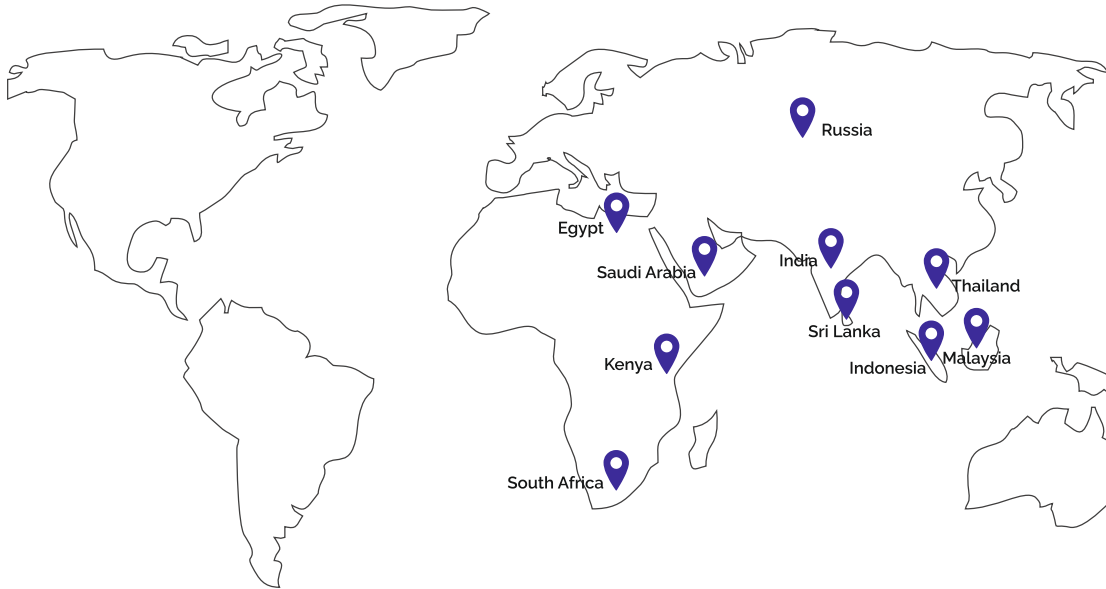 Russia
Egypt
India
Saudi Arabia
Thailand
Sri Lanka
Malaysia
Kenya
Indonesia
South Africa